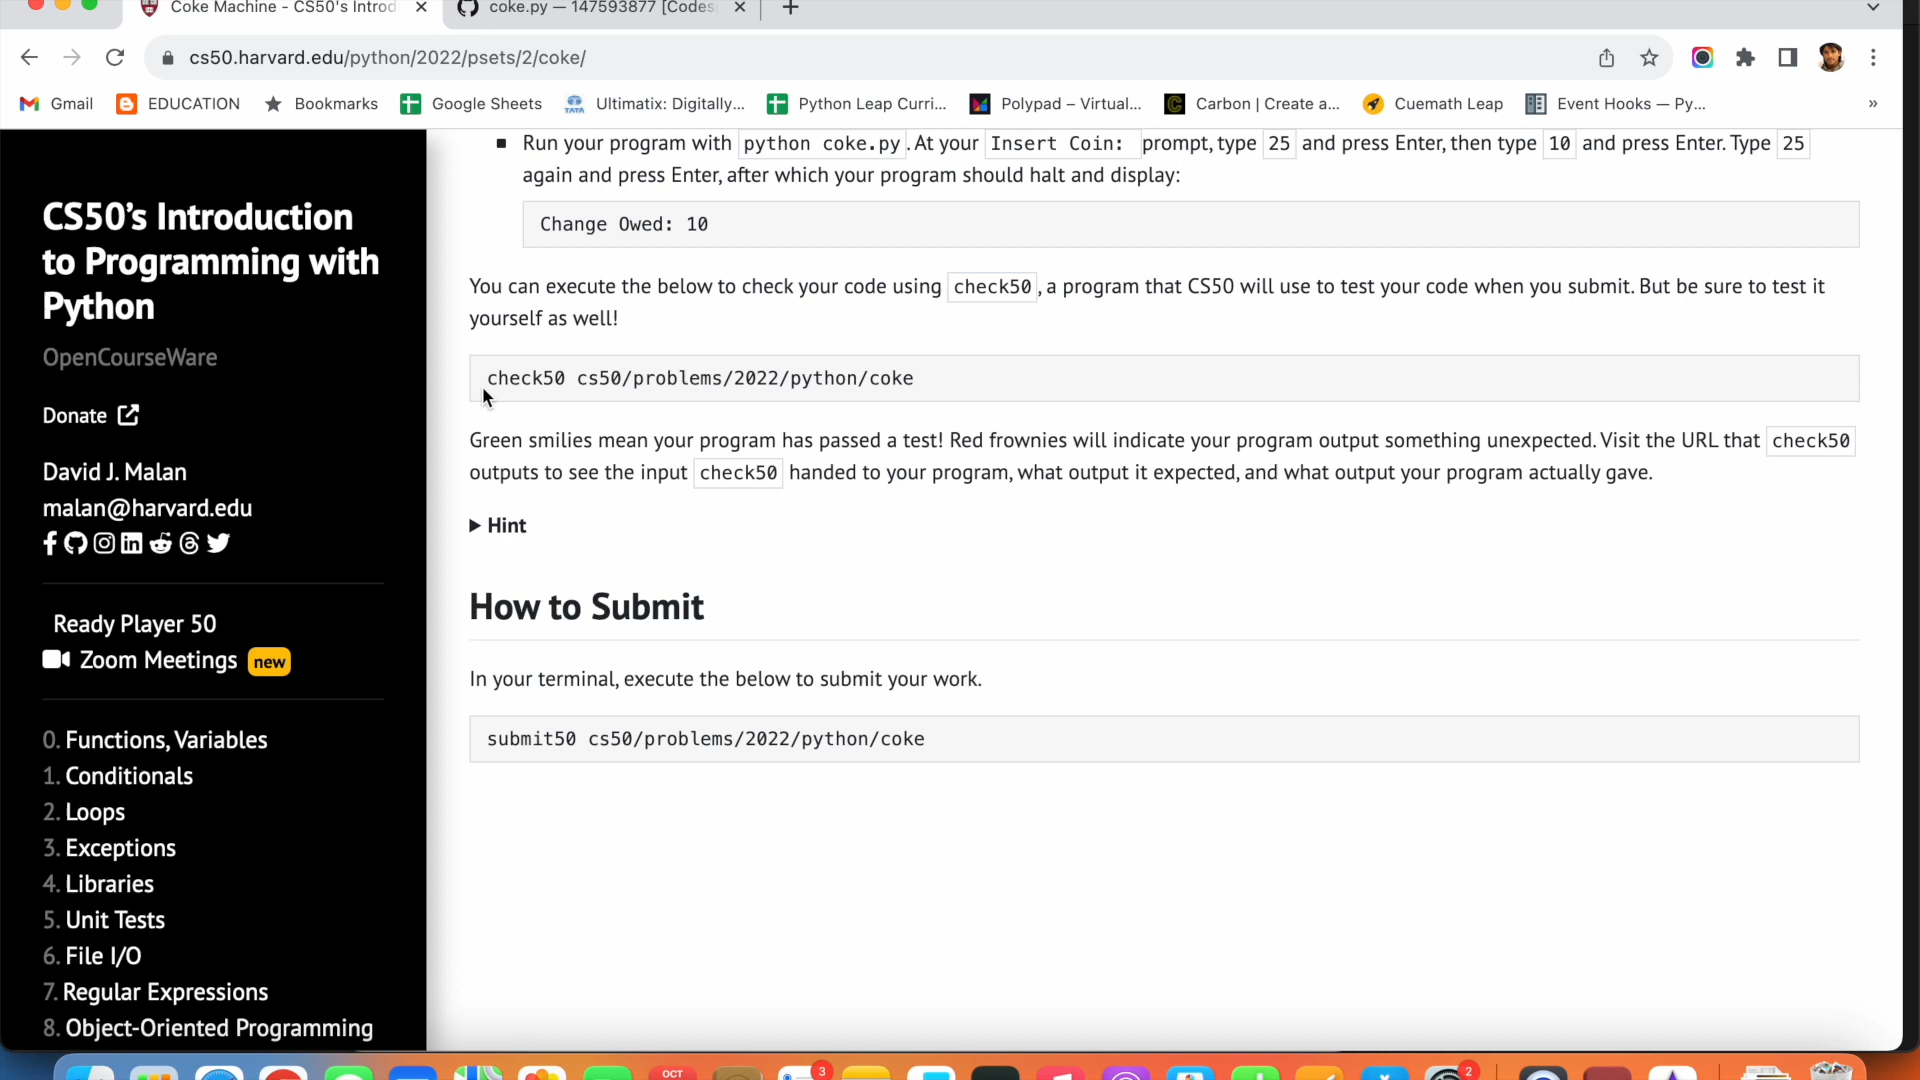 Coke Machine - CS50's Introd
coke.py — 147593877 [Codesp
cs50.harvard.edu/python/2022/psets/2/coke/
Gmail EDUCATION Bookmarks Google Sheets Ultimatix: Digitally... Python Leap Curri... Polypad – Virtual... Carbon | Create a... Cuemath Leap Event Hooks — Py... »
CS50's Introduction
to Programming with
Python
OpenCourseWare
Donate
David J. Malan
malan@harvard.edu
Ready Player 50
Zoom Meetings new
0. Functions, Variables
1. Conditionals
2. Loops
3. Exceptions
4. Libraries
5. Unit Tests
6. File I/O
7. Regular Expressions
8. Object-Oriented Programming
Run your program with python coke.py. At your Insert Coin: prompt, type 25 and press Enter, then type 10 and press Enter. Type 25
again and press Enter, after which your program should halt and display:
Change Owed: 10
You can execute the below to check your code using check50, a program that CS50 will use to test your code when you submit. But be sure to test it
yourself as well!
check50 cs50/problems/2022/python/coke
Green smilies mean your program has passed a test! Red frownies will indicate your program output something unexpected. Visit the URL that check50
outputs to see the input check50 handed to your program, what output it expected, and what output your program actually gave.
Hint
How to Submit
In your terminal, execute the below to submit your work.
submit50 cs50/problems/2022/python/coke
OCT
3
2